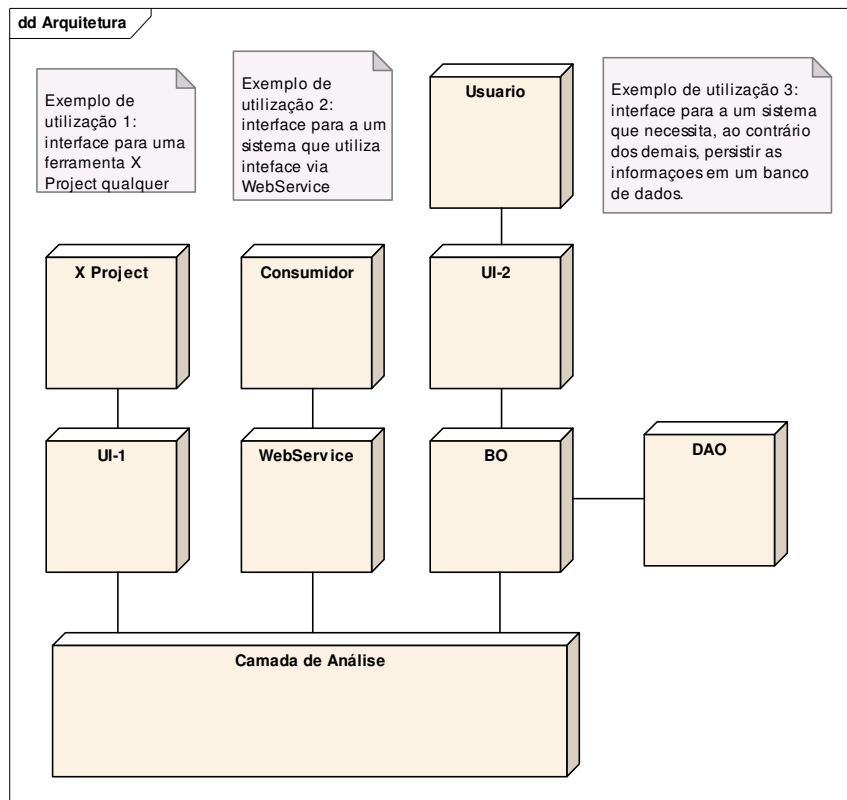 dd Arquitetura
Exemplo de
utilização 1:
interface para uma
ferramenta X
Project qualquer
Exemplo de
utilização 2:
interface para a um
sistema que utiliza
inteface via
WebService
Usuario
Exemplo de utilização 3:
interface para a um sistema
que necessita, ao contrário
dos demais, persistir as
informaçoes em um banco
de dados.
X Project
Consumidor
UI-2
UI-1
WebService
BO
DAO
Camada de Análise